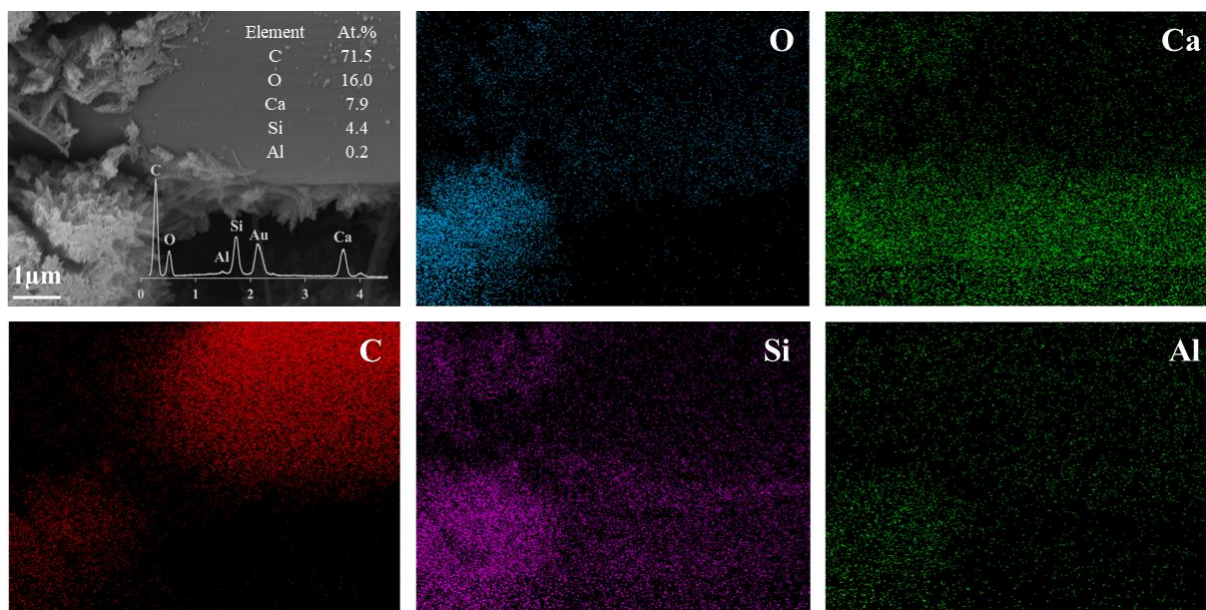 Element At.%
C 71.5
O 16.0
Ca 7.9
Si 4.4
Al 0.2
C
O
Al
Si
Au
Ca
1μm
0 1 2 3 4
O
Ca
C
Si
Al